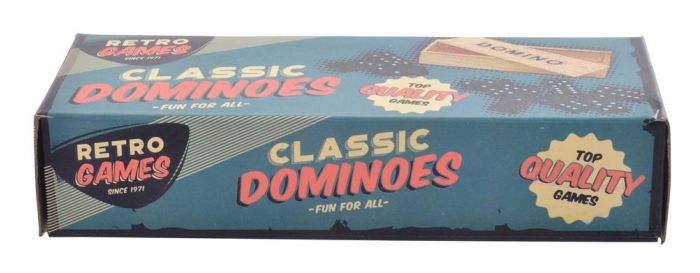 RETRO
GAMES
SINCE 1971
CLASSIC
DOMINOES
-FUN FOR ALL-
TOP
QUALITY
GAMES
DOMINO
RETRO
GAMES
SINCE 1971
CLASSIC
DOMINOES
-FUN FOR ALL-
TOP
QUALITY
GAMES